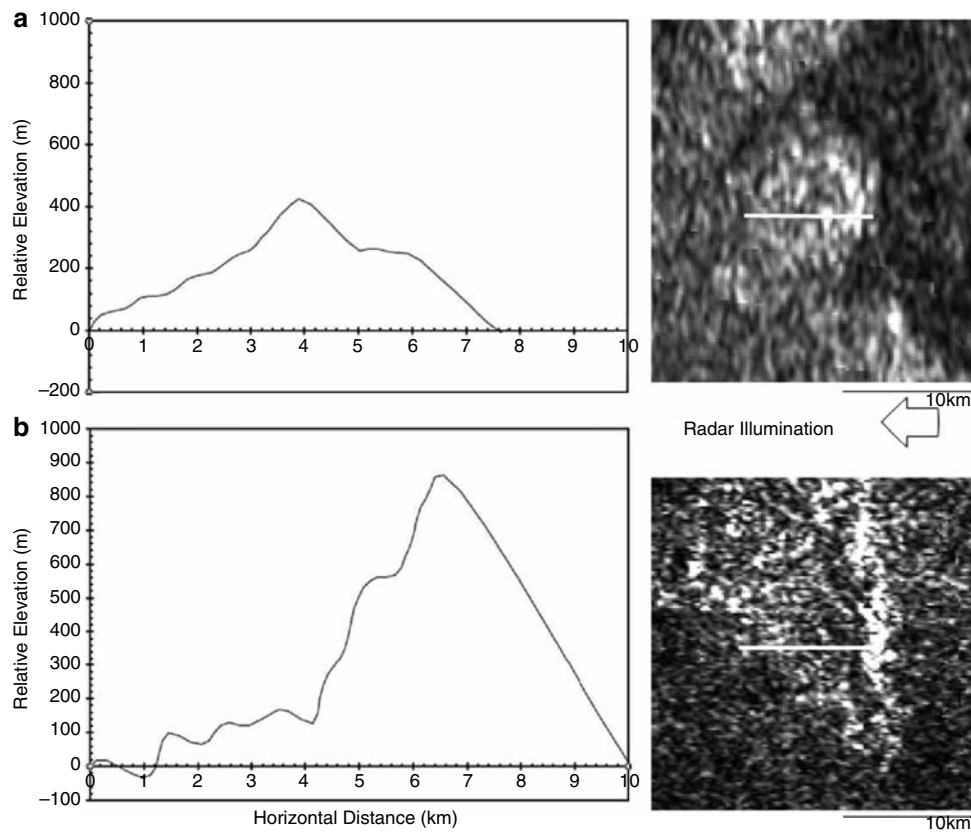 a
1000
800
600
400
200
0
−200
Relative Elevation (m)
0 1 2 3 4 5 6 7 8 9 10
10km
Radar Illumination
b
1000
900
800
700
600
500
400
300
200
100
0
−100
Relative Elevation (m)
0 1 2 3 4 5 6 7 8 9 10
Horizontal Distance (km)
10km